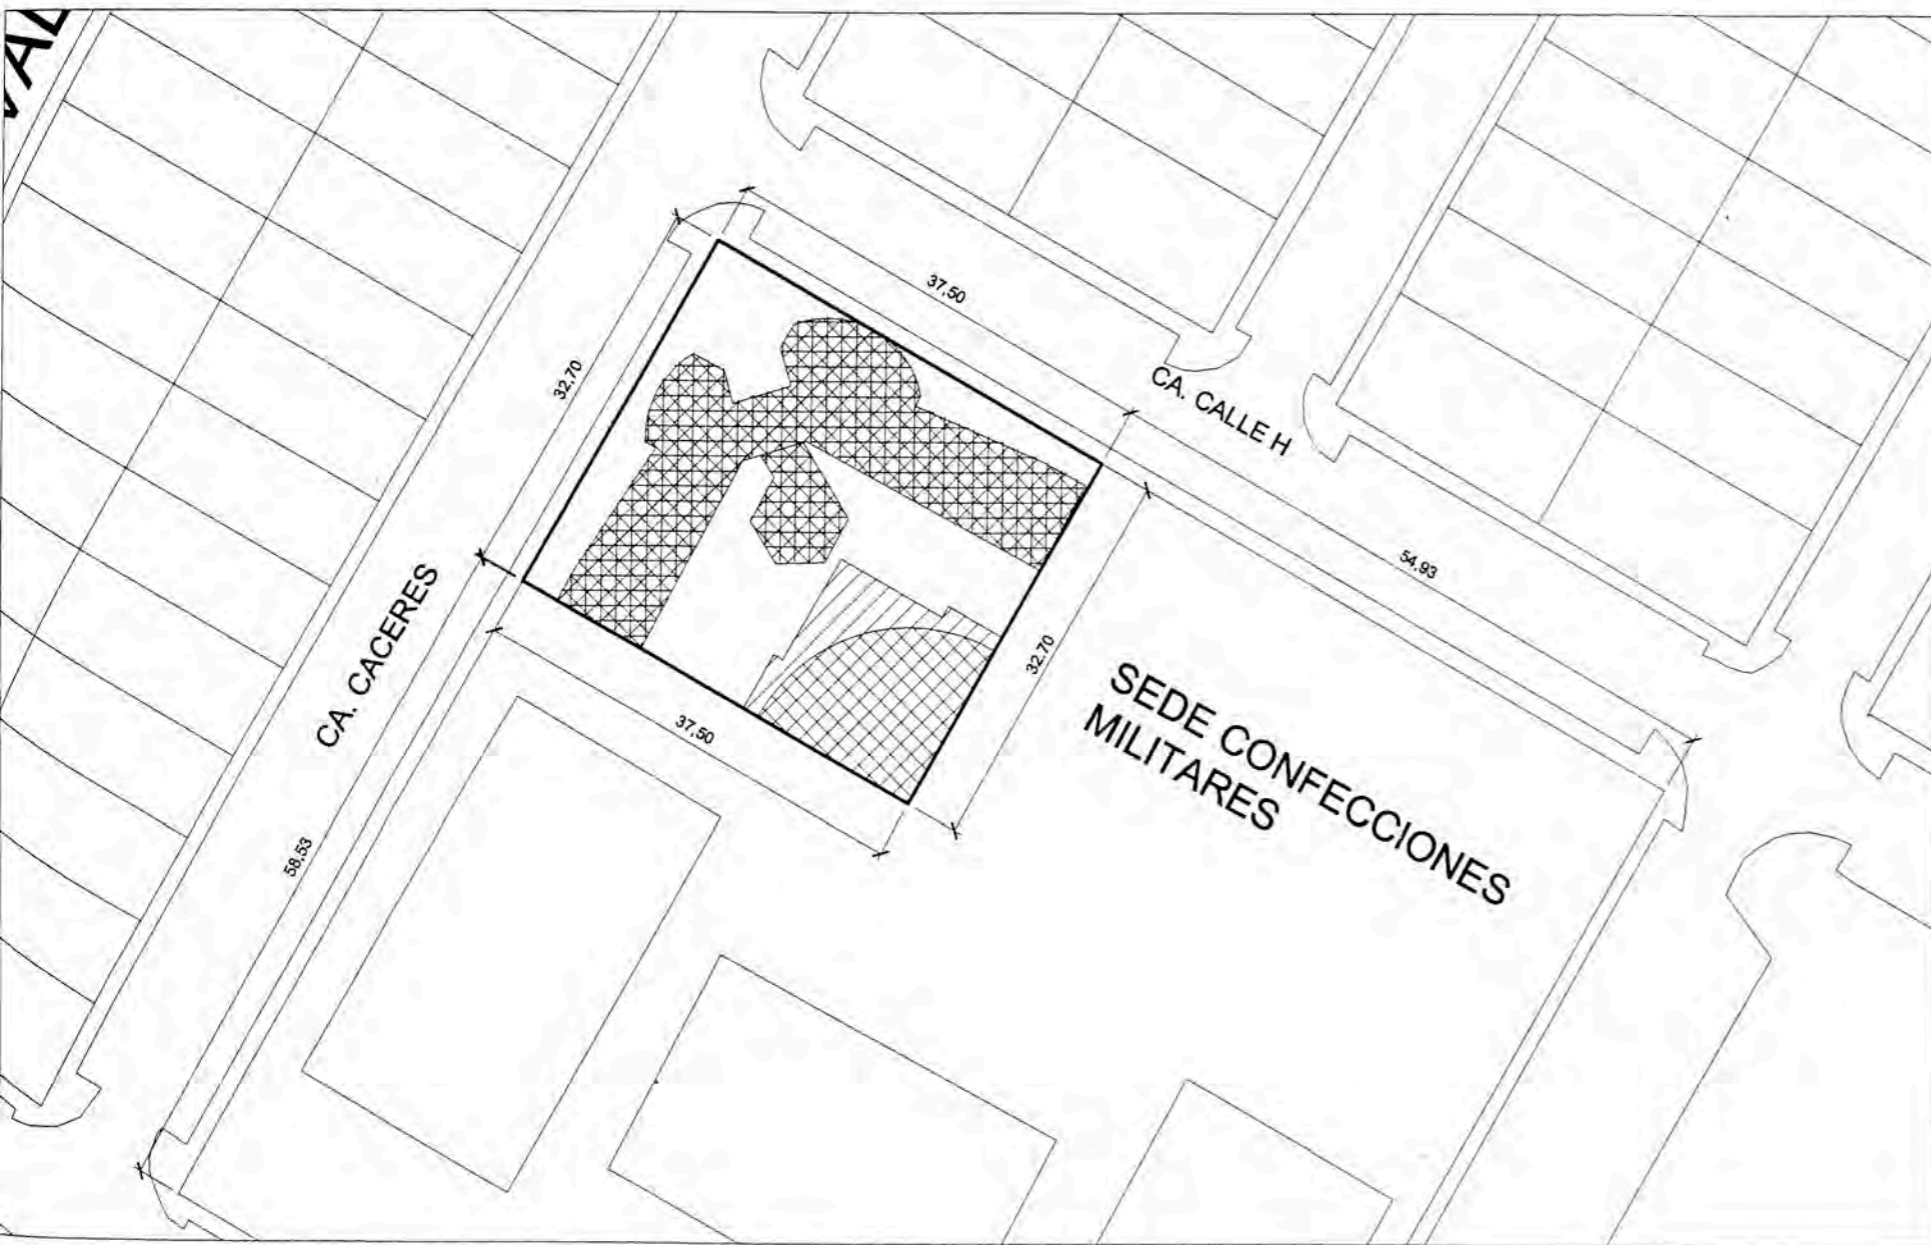 37,50
32,70
CA. CALLE H
54,93
CA. CACERES
32,70
SEDE CONFECCIONES
MILITARES
37,50
58,53